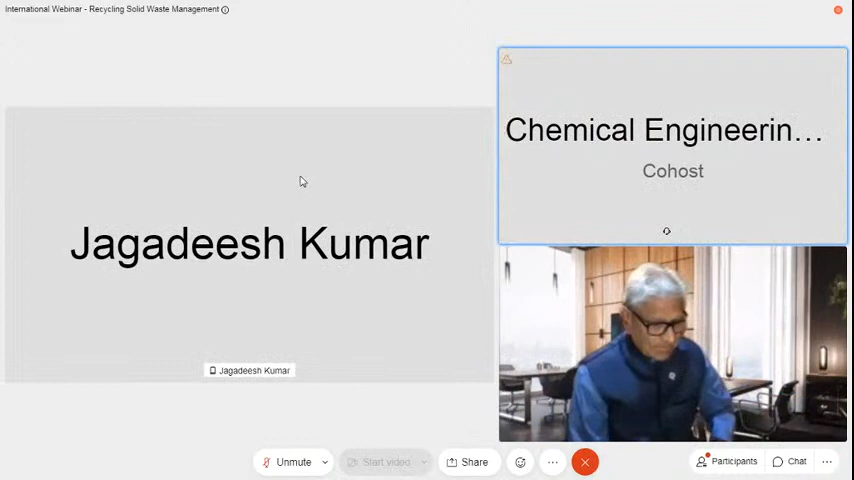 International Webinar - Recycling Solid Waste Management
Jagadeesh Kumar
Jagadeesh Kumar
Chemical Engineerin…
Cohost
Unmute
Start video
Share
Participants
Chat